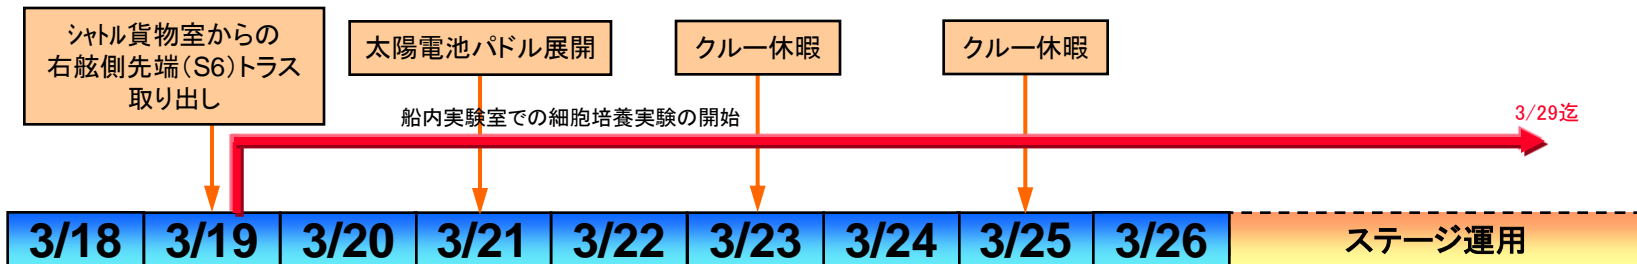 シャトル貨物室からの
右舷側先端(S6)トラス
取り出し
太陽電池パドル展開
クルー休暇
クルー休暇
船内実験室での細胞培養実験の開始
3/29迄
3/18 3/19 3/20 3/21 3/22 3/23 3/24 3/25 3/26 ステージ運用